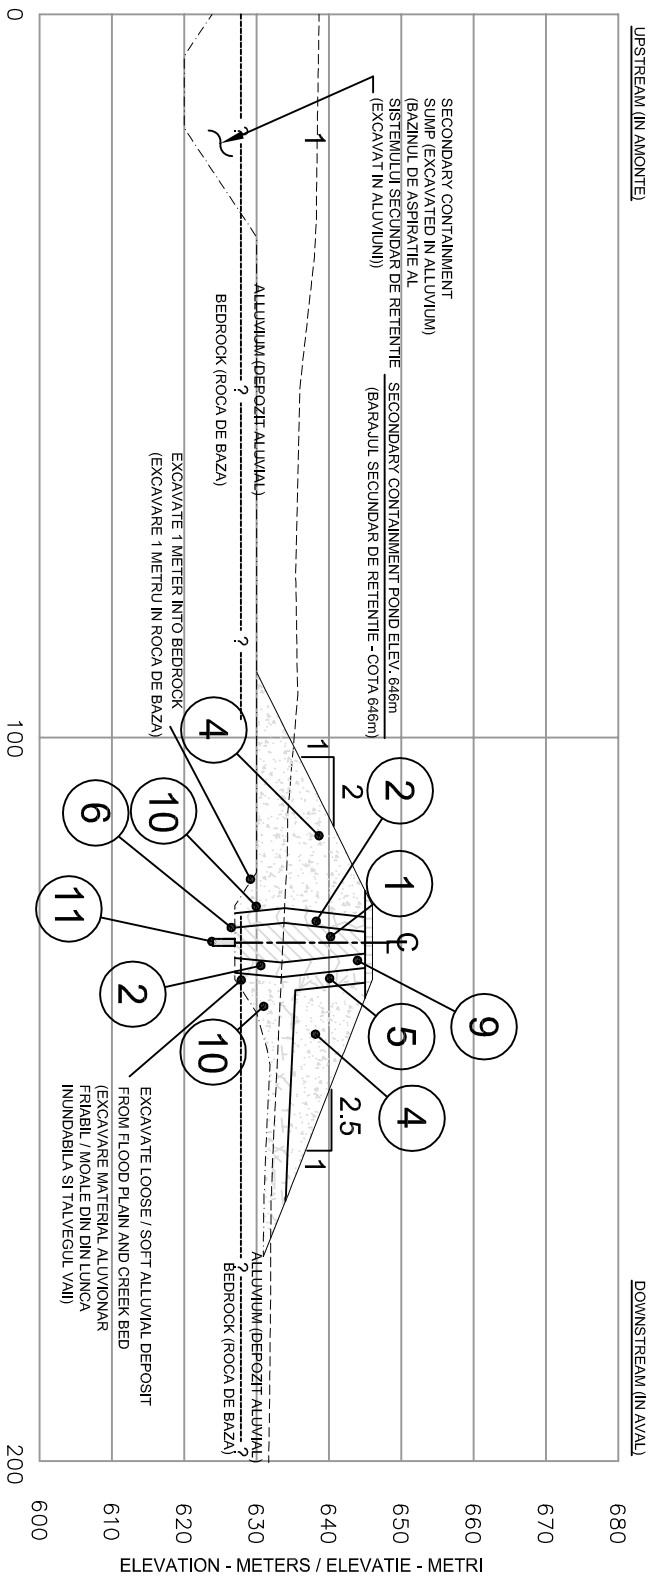 UPSTREAM (IN AMONTE)
DOWNSTREAM (IN AVAL)
SECONDARY CONTAINMENT
SUMP (EXCAVATED IN ALLUVIUM)
(BAZINUL DE ASPIRATIE AL
SISTEMULUI SECUNDAR DE RETENTIE
(EXCAVAT IN ALUVIUNI))
SECONDARY CONTAINMENT POND ELEV. 646m
(BARAJUL SECUNDAR DE RETENTIE - COTA 646m)
1
?
ALLUVIUM (DEPOZIT ALUVIAL)
?
BEDROCK (ROCA DE BAZA)
?
EXCAVATE 1 METER INTO BEDROCK
(EXCAVARE 1 METRU IN ROCA DE BAZA)
1
2
4
2
1
CL
9
5
4
2.5
1
10
6
11
2
10
EXCAVATE LOOSE / SOFT ALLUVIAL DEPOSIT
FROM FLOOD PLAIN AND CREEK BED
(EXCAVARE MATERIAL ALUVIONAR
FRIABIL / MOALE DIN DIN LUNCA
INUNDABILA SI TALVEGUL VAII)
ALLUVIUM (DEPOZIT ALUVIAL)
?
?
BEDROCK (ROCA DE BAZA)
0
100
200
680
670
660
650
640
630
620
610
600
ELEVATION - METERS / ELEVATIE - METRI